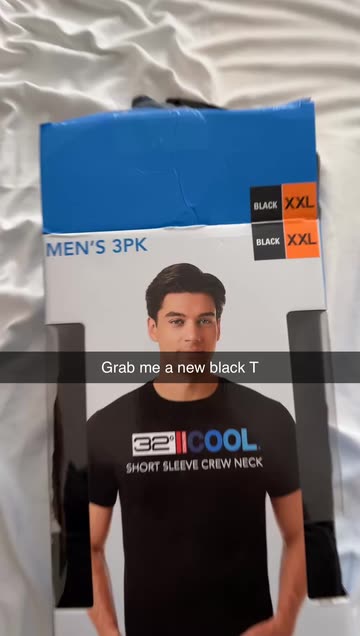 BLACK XXL
BLACK XXL
MEN'S 3PK
Grab me a new black T
32° COOL
SHORT SLEEVE CREW NECK